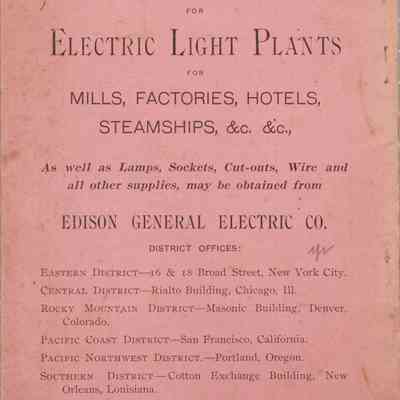 FOR
ELECTRIC LIGHT PLANTS
FOR
MILLS, FACTORIES, HOTELS,
STEAMSHIPS, &c. &c.,
As well as Lamps, Sockets, Cut-outs, Wire and
all other supplies, may be obtained from
EDISON GENERAL ELECTRIC CO.
DISTRICT OFFICES:
EASTERN DISTRICT—16 & 18 Broad Street, New York City.
CENTRAL DISTRICT—Rialto Building, Chicago, Ill.
ROCKY MOUNTAIN DISTRICT—Masonic Building, Denver,
Colorado.
PACIFIC COAST DISTRICT—San Francisco, California.
PACIFIC NORTHWEST DISTRICT.—Portland, Oregon.
SOUTHERN DISTRICT—Cotton Exchange Building, New
Orleans, Louisiana.